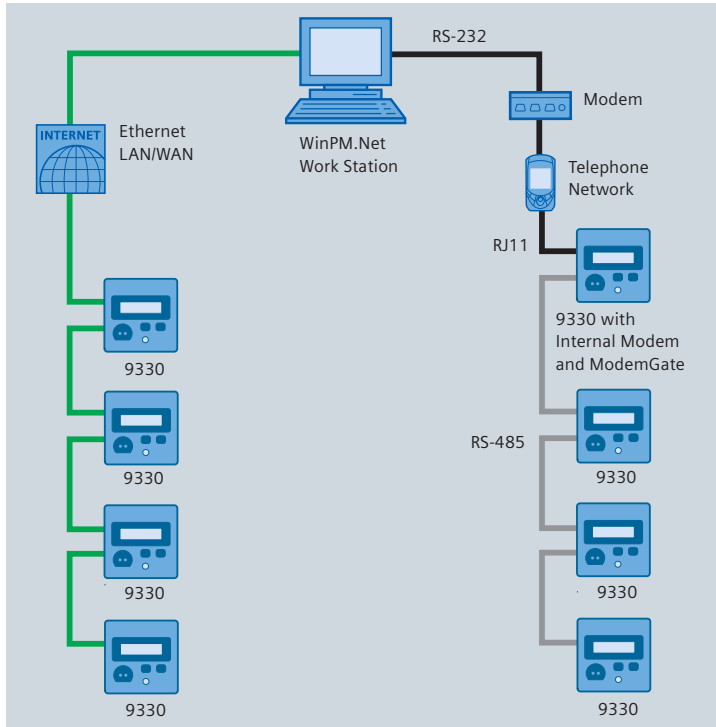 RS-232
Modem
INTERNET
Ethernet
LAN/WAN
WinPM.Net
Work Station
Telephone
Network
RJ11
9330 with
Internal Modem
and ModemGate
9330
9330
RS-485
9330
9330
9330
9330
9330